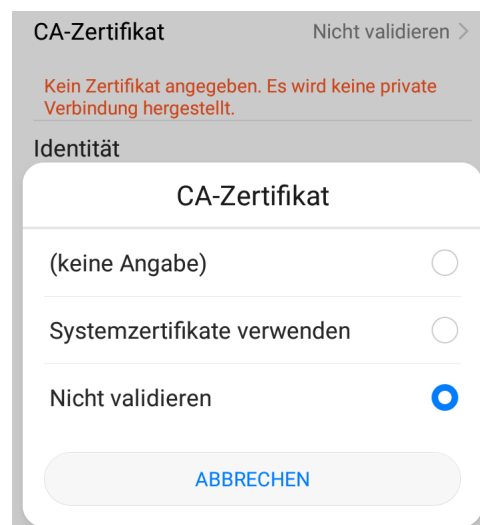 CA-Zertifikat Nicht validieren >
Kein Zertifikat angegeben. Es wird keine private
Verbindung hergestellt.
Identität
CA-Zertifikat
(keine Angabe)
Systemzertifikate verwenden
Nicht validieren
ABBRECHEN